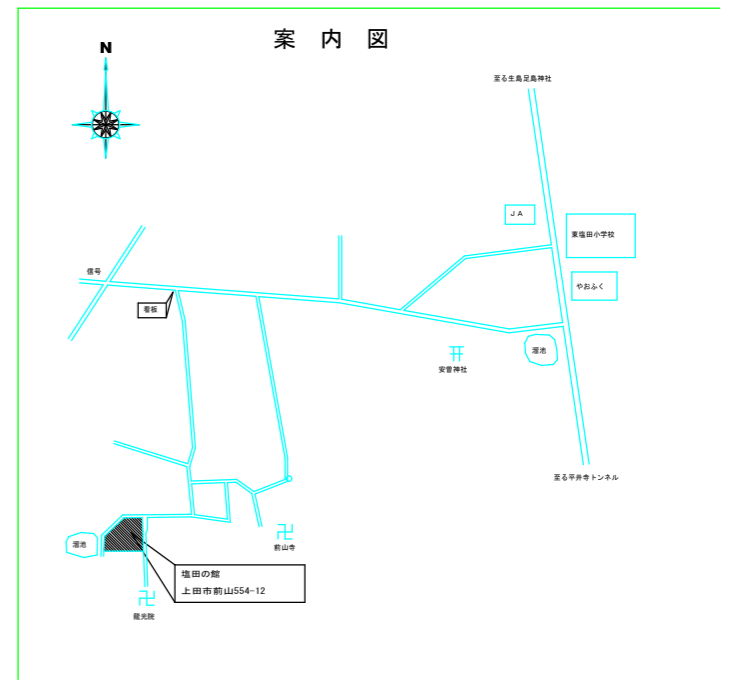 案 内 図
N
至る生島足島神社
JA
東塩田小学校
信号
やおふく
看板
溜池
安曽神社
至る平井寺トンネル
溜池
前山寺
塩田の館
上田市前山554-12
龍光院